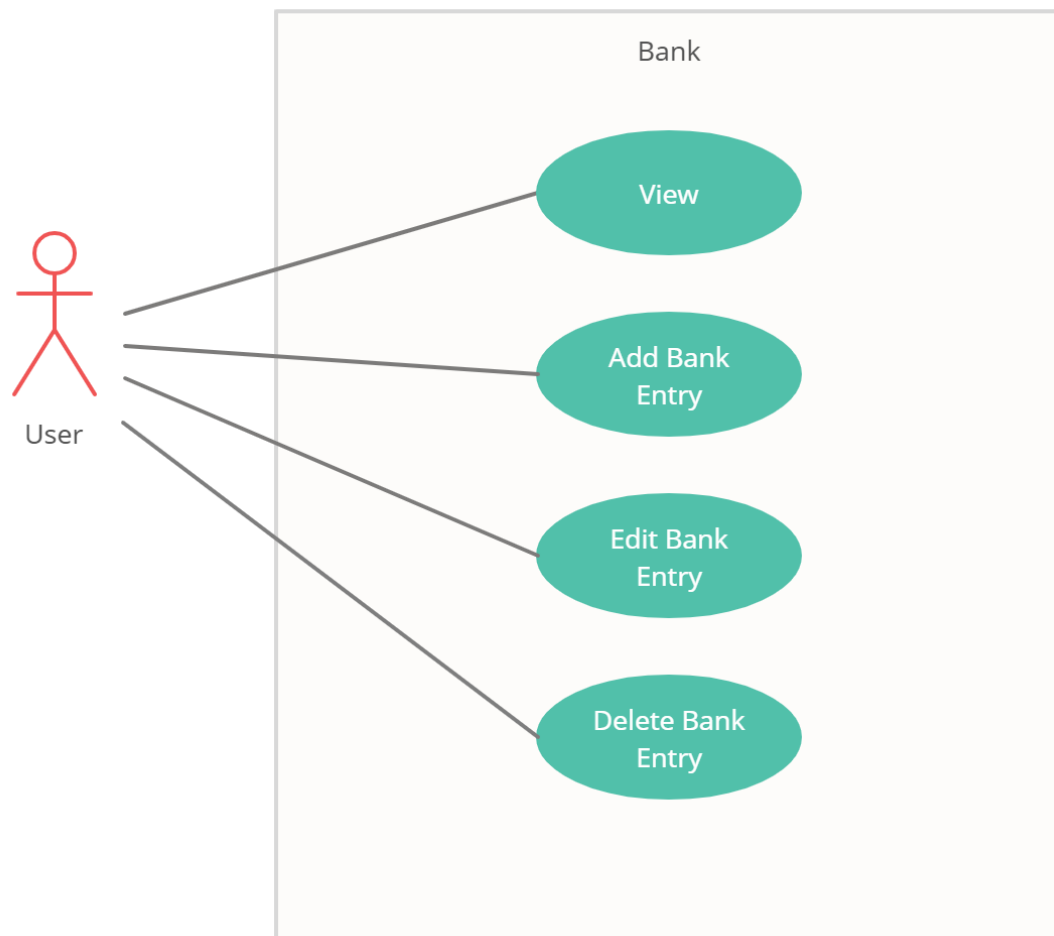 Bank
View
Add Bank
Entry
User
Edit Bank
Entry
Delete Bank
Entry